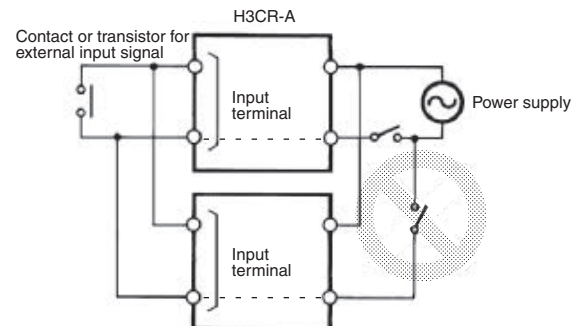 H3CR-A
Contact or transistor for
external input signal
Input
terminal
Power supply
Input
terminal